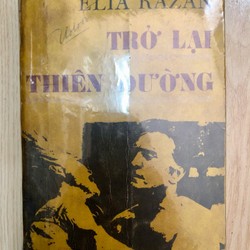 ELIA KAZAN
TRỞ LẠI
THIÊN ĐƯỜNG